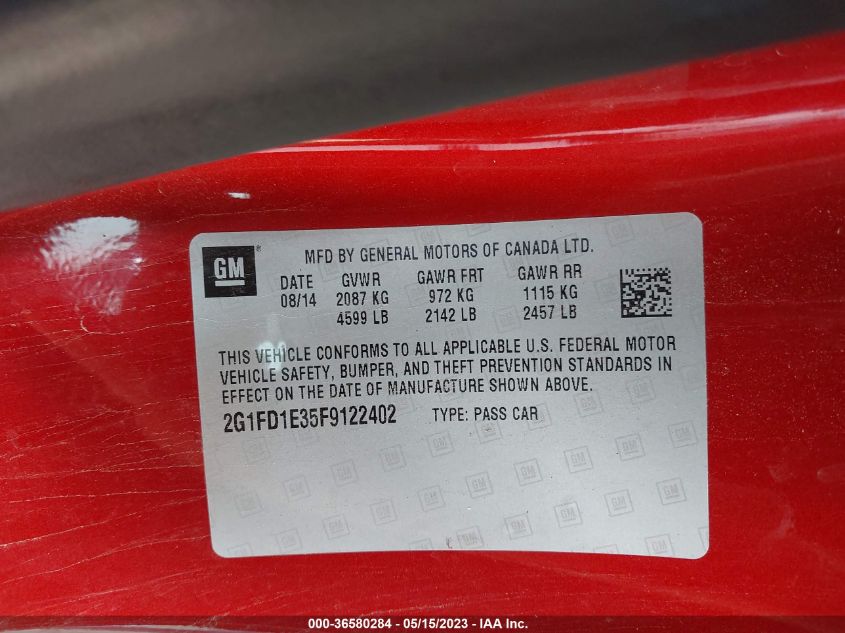 GM®
MFD BY GENERAL MOTORS OF CANADA LTD.
DATE GVWR GAWR FRT GAWR RR
08/14 2087 KG 972 KG 1115 KG
4599 LB 2142 LB 2457 LB
THIS VEHICLE CONFORMS TO ALL APPLICABLE U.S. FEDERAL MOTOR
VEHICLE SAFETY, BUMPER, AND THEFT PREVENTION STANDARDS IN
EFFECT ON THE DATE OF MANUFACTURE SHOWN ABOVE.
2G1FD1E35F9122402 TYPE: PASS CAR
000-36580284 - 05/15/2023 - IAA Inc.